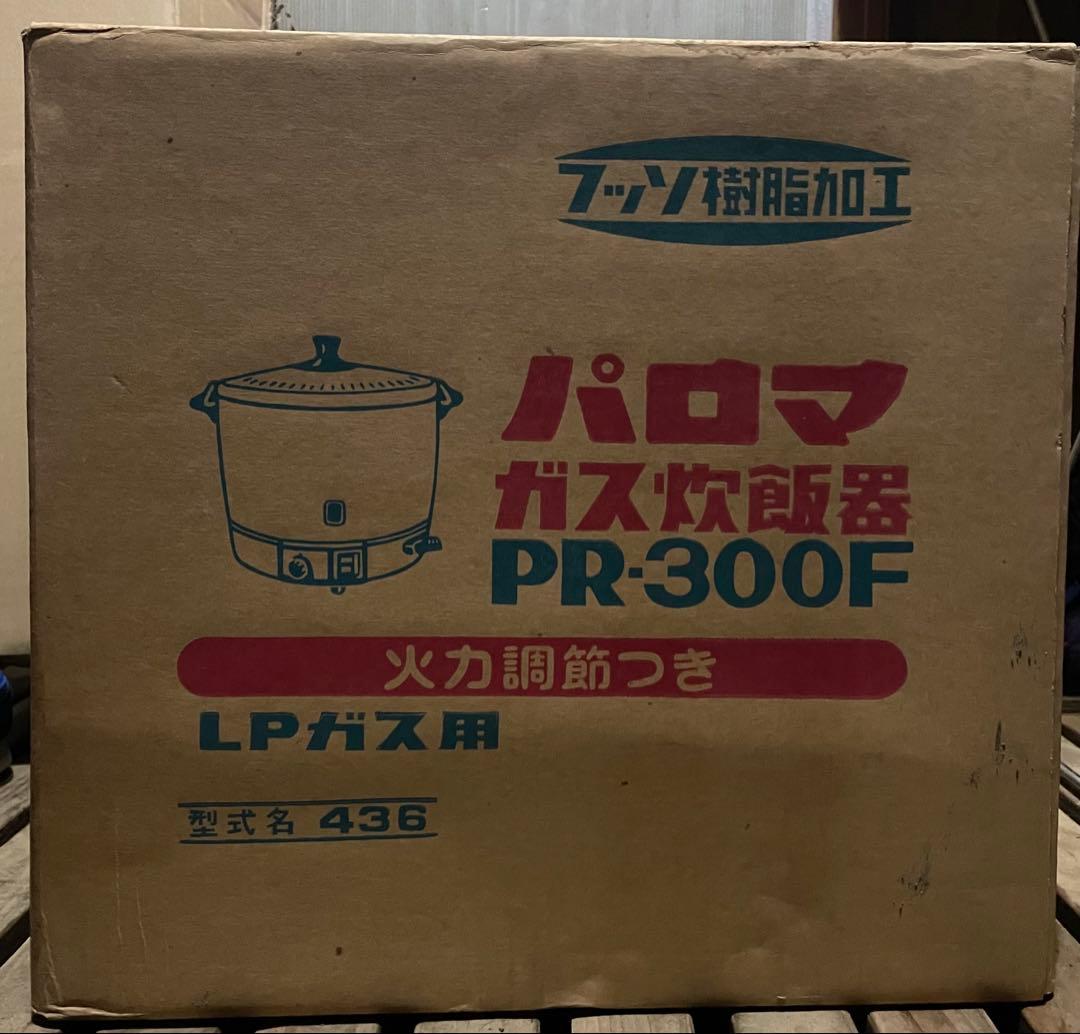 フッソ樹脂加工
パロマ
ガス炊飯器
PR-300F
火力調節つき
LPガス用
型式名 436